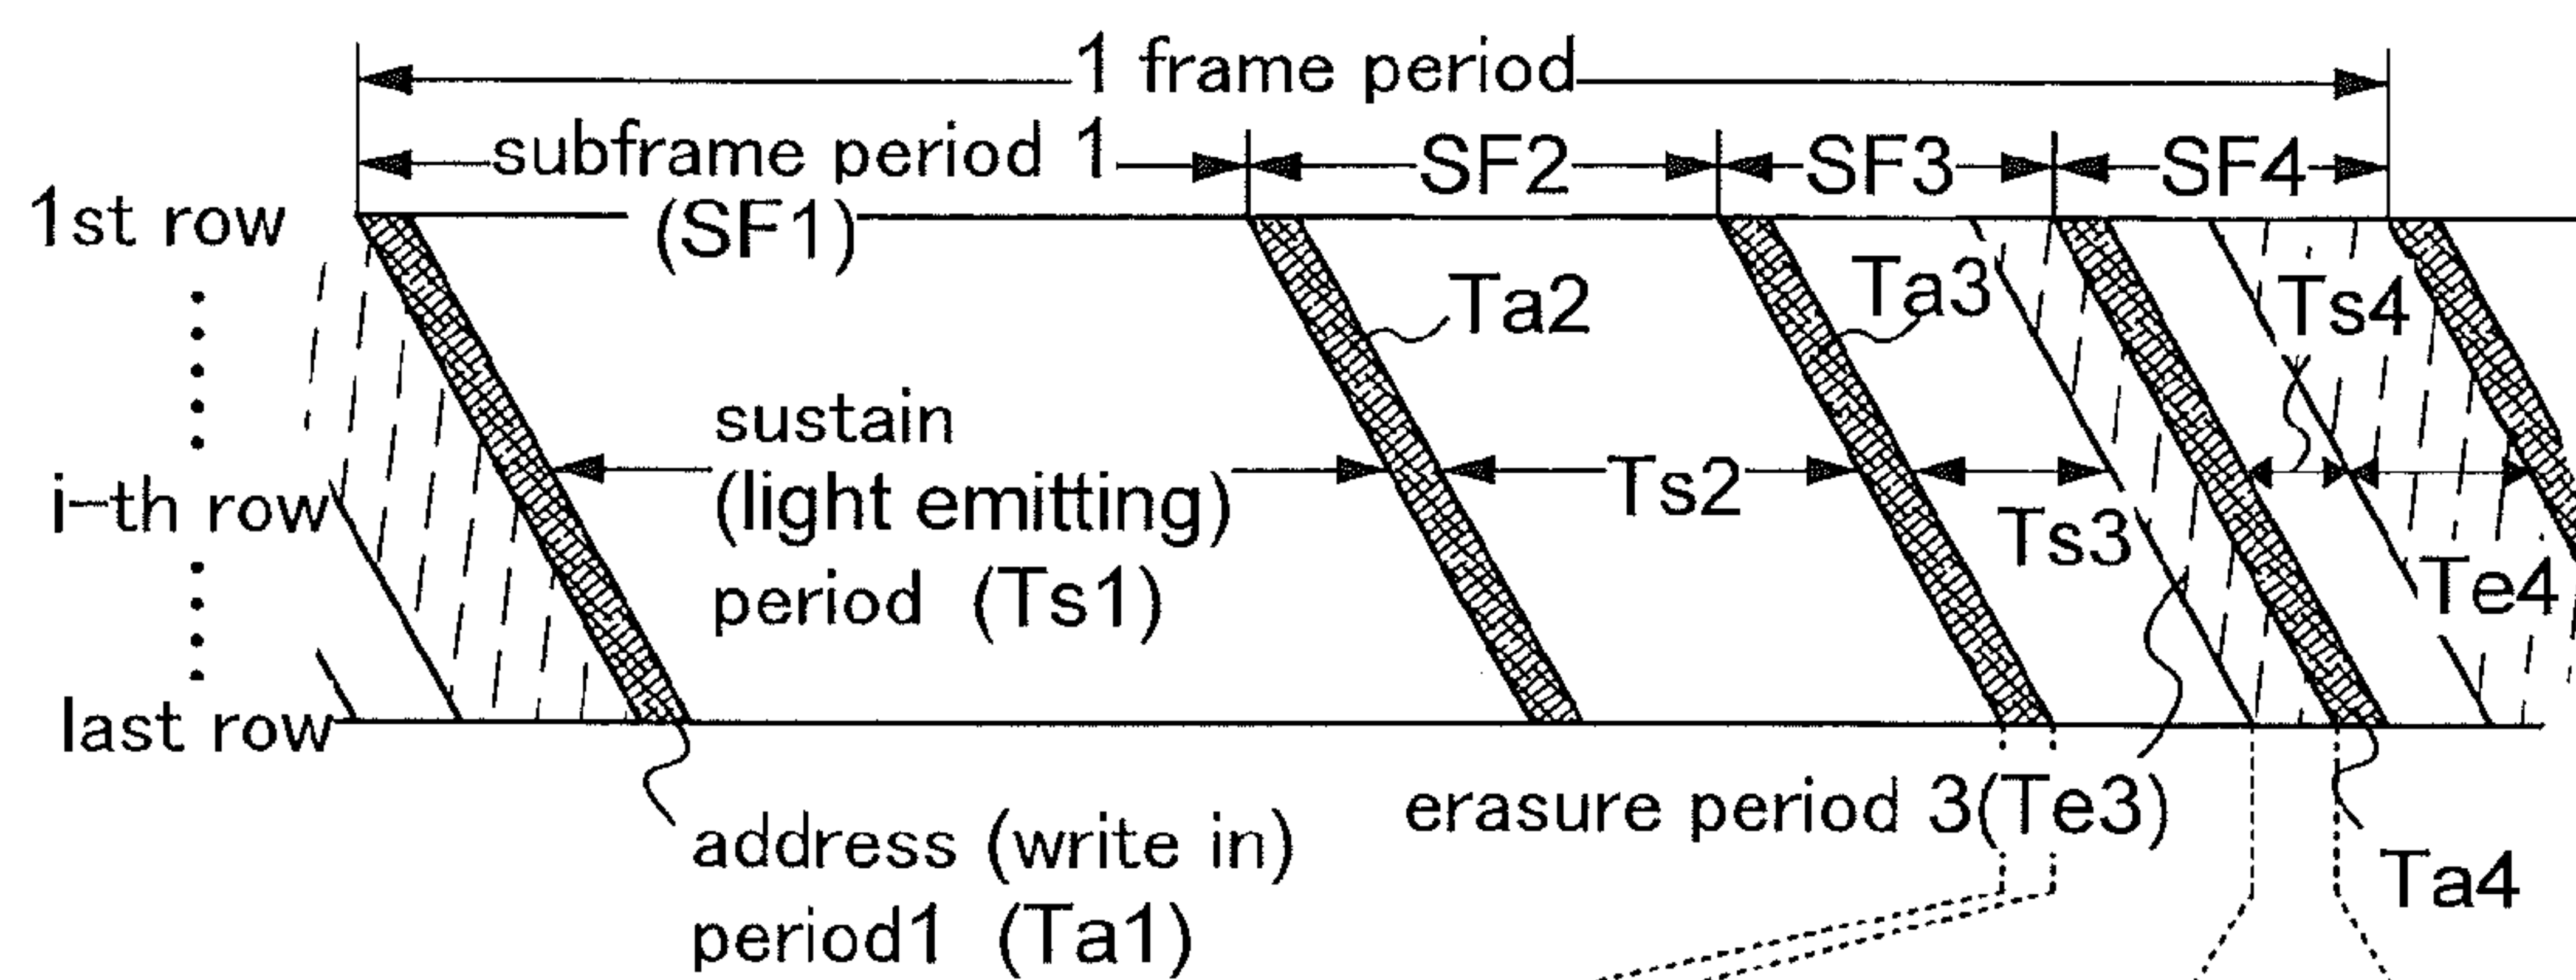 1 frame period
subframe period 1
(SF1)
SF2
SF3
SF4
1st row
Ta2
Ta3
Ts4
sustain
(light emitting)
period (Ts1)
Ts2
i-th row
Ts3
Te4
last row
erasure period 3(Te3)
address (write in)
period1 (Ta1)
Ta4